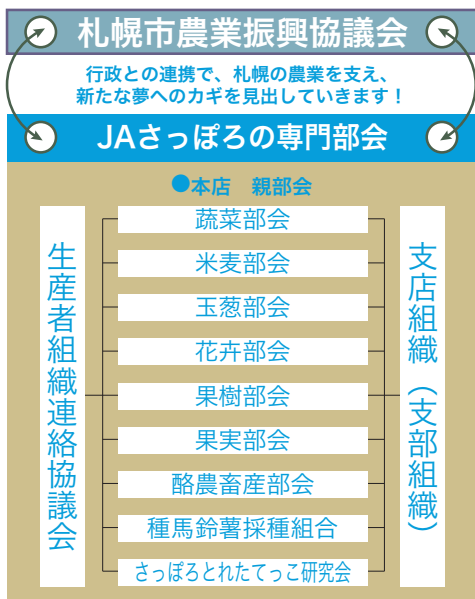 札幌市農業振興協議会
行政との連携で、札幌の農業を支え、
新たな夢へのカギを見出していきます！
JAさっぽろの専門部会
●本店　親部会
生産者組織連絡協議会
蔬菜部会
米麦部会
玉葱部会
花卉部会
果樹部会
果実部会
酪農畜産部会
種馬鈴薯採種組合
さっぽろとれたてっこ研究会
支店組織（支部組織）